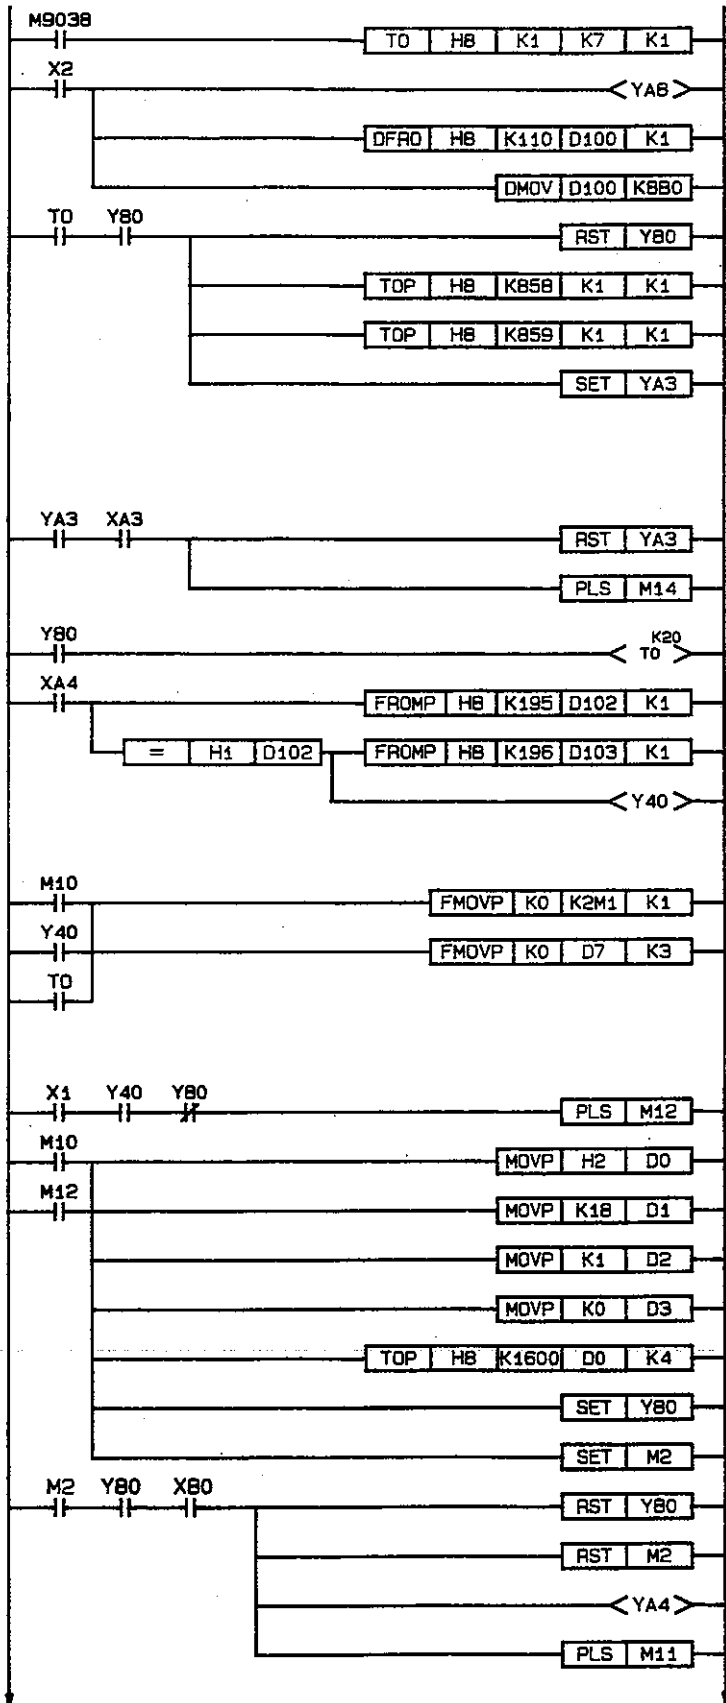 M9038
TO H8 K1 K7 K1
X2
YA8
DFRO H8 K110 D100 K1
DMOV D100 K8B0
T0 Y80
RST Y80
TOP H8 K858 K1 K1
TOP H8 K859 K1 K1
SET YA3
YA3 XA3
RST YA3
PLS M14
Y80
K20
T0
XA4
FROMP H8 K195 D102 K1
= H1 D102 FROMP H8 K196 D103 K1
Y40
M10
FMOVP K0 K2M1 K1
Y40
FMOVP K0 D7 K3
T0
X1 Y40 Y80
PLS M12
M10
MOVP H2 D0
M12
MOVP K18 D1
MOVP K1 D2
MOVP K0 D3
TOP H8 K1600 D0 K4
SET Y80
SET M2
M2 Y80 X80
RST Y80
RST M2
YA4
PLS M11